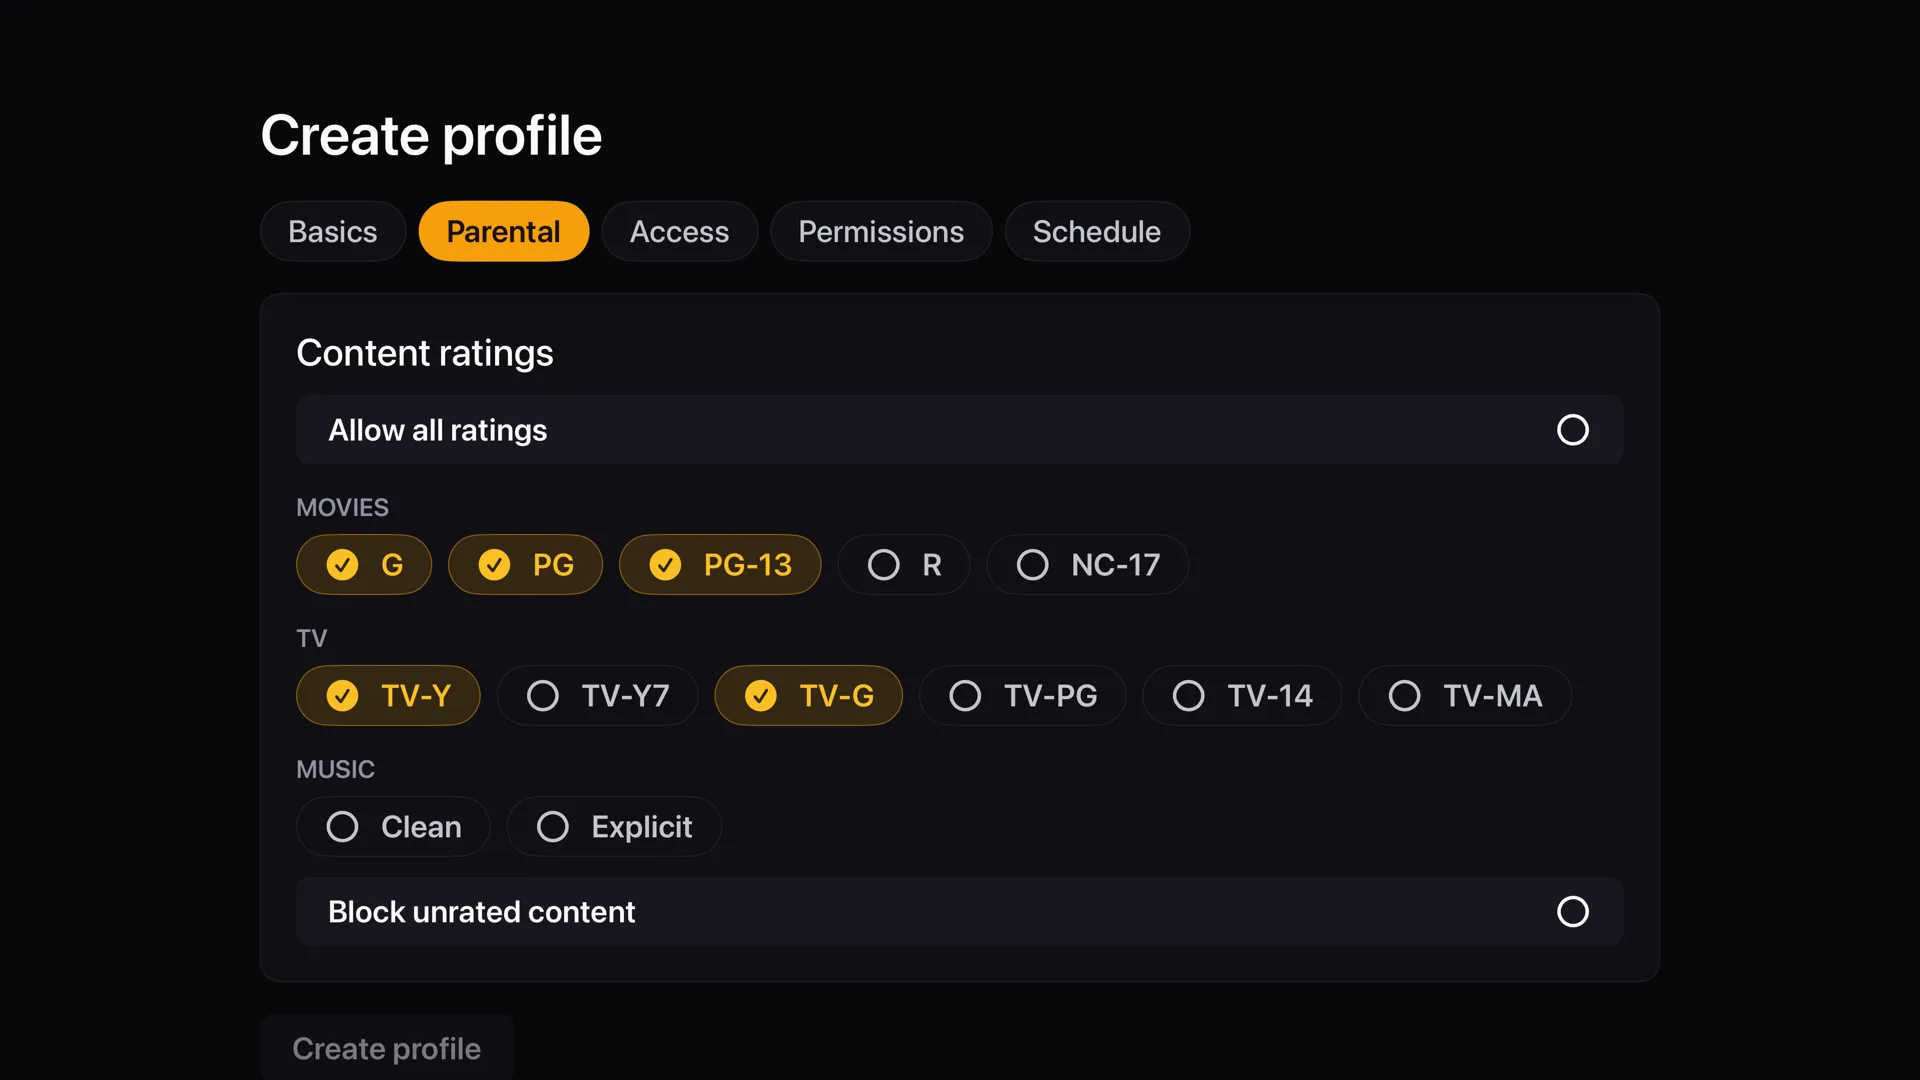 Create profile
Basics Parental Access Permissions Schedule
Content ratings
Allow all ratings
MOVIES
G PG PG-13 R NC-17
TV
TV-Y TV-Y7 TV-G TV-PG TV-14 TV-MA
MUSIC
Clean Explicit
Block unrated content
Create profile